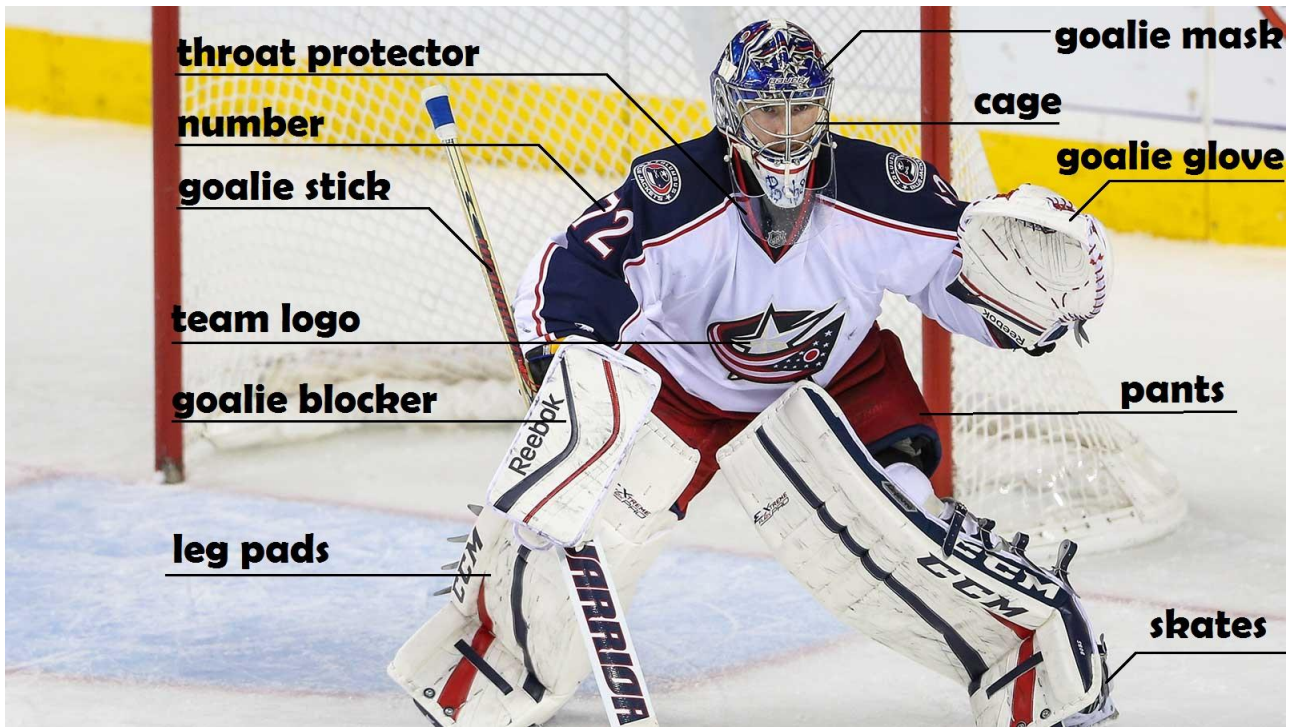 throat protector
goalie mask
number
cage
goalie stick
goalie glove
72
Reebok
team logo
goalie blocker
pants
Reebok
EXTREME
EXTREME
leg pads
CCM
CCM
CCM
WARRIOR
skates